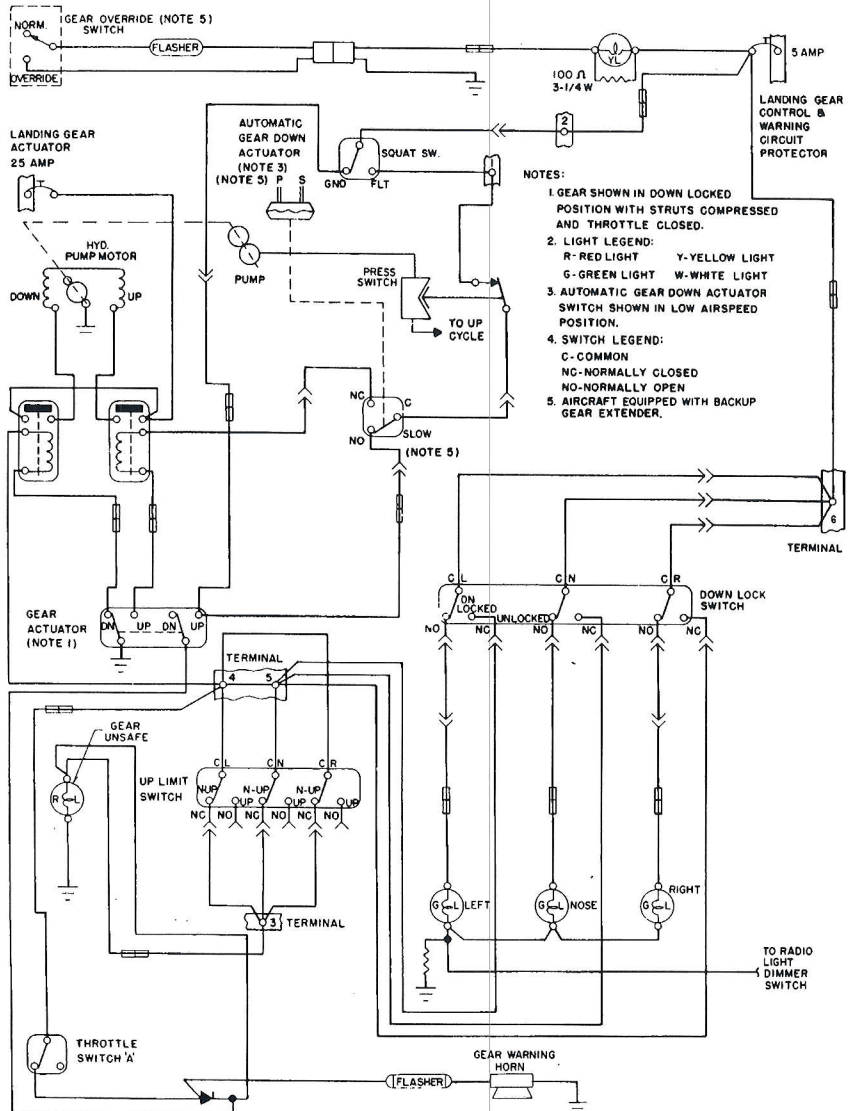 GEAR OVERRIDE (NOTE 5)
SWITCH
NORM.
OVERRIDE
FLASHER
YL
100 Ω
3-1/4 W
5 AMP
LANDING GEAR
CONTROL &
WARNING
CIRCUIT
PROTECTOR
LANDING GEAR
ACTUATOR
25 AMP
AUTOMATIC
GEAR DOWN
ACTUATOR
(NOTE 3)
(NOTE 5)
P S
2
SQUAT SW.
GND FLT
1
HYD.
PUMP MOTOR
DOWN
UP
PUMP
PRESS
SWITCH
TO UP
CYCLE
NOTES:
1. GEAR SHOWN IN DOWN LOCKED
POSITION WITH STRUTS COMPRESSED
AND THROTTLE CLOSED.
2. LIGHT LEGEND:
R-RED LIGHT Y-YELLOW LIGHT
G-GREEN LIGHT W-WHITE LIGHT
3. AUTOMATIC GEAR DOWN ACTUATOR
SWITCH SHOWN IN LOW AIRSPEED
POSITION.
4. SWITCH LEGEND:
C-COMMON
NC-NORMALLY CLOSED
NO-NORMALLY OPEN
5. AIRCRAFT EQUIPPED WITH BACKUP
GEAR EXTENDER.
NC
C
NO
SLOW
(NOTE 5)
6
TERMINAL
C L
C N
C R
DOWN LOCK
SWITCH
DN
LOCKED
UNLOCKED
NO NC NO NC NO NC
GEAR
ACTUATOR
(NOTE 1)
DN UP DN UP
TERMINAL
4 5
GEAR
UNSAFE
R L
UP LIMIT
SWITCH
C L
C N
C R
N-UP UP N-UP UP N-UP UP
NC NO NC NO NC NO
3 TERMINAL
G L LEFT
G L NOSE
G L RIGHT
TO RADIO
LIGHT
DIMMER
SWITCH
THROTTLE
SWITCH 'A'
FLASHER
GEAR WARNING
HORN